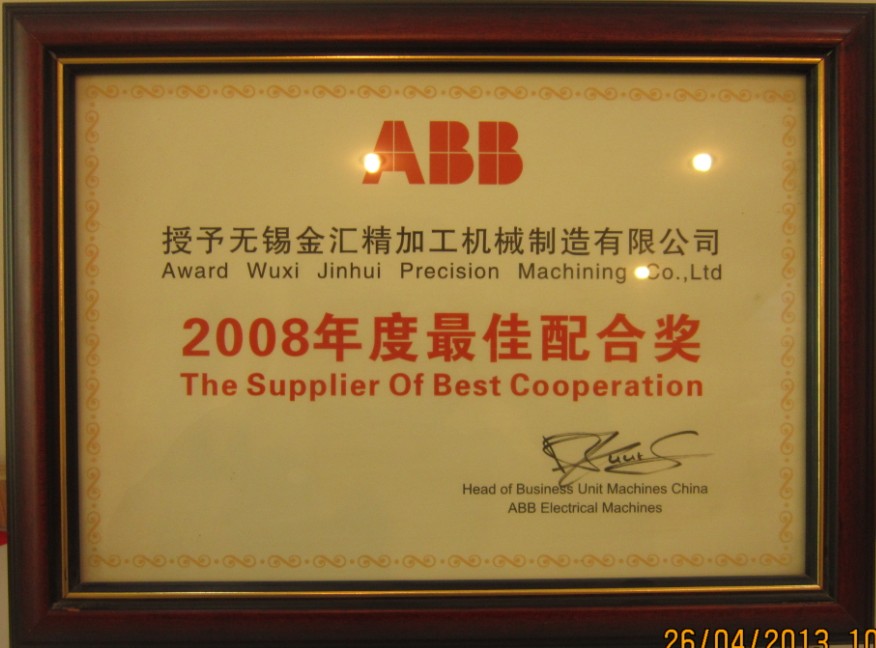 ABB
授予无锡金汇精加工机械制造有限公司
Award Wuxi Jinhui Precision Machining Co.,Ltd
2008年度最佳配合奖
The Supplier Of Best Cooperation
Head of Business Unit Machines China
ABB Electrical Machines
26/04/2013 10